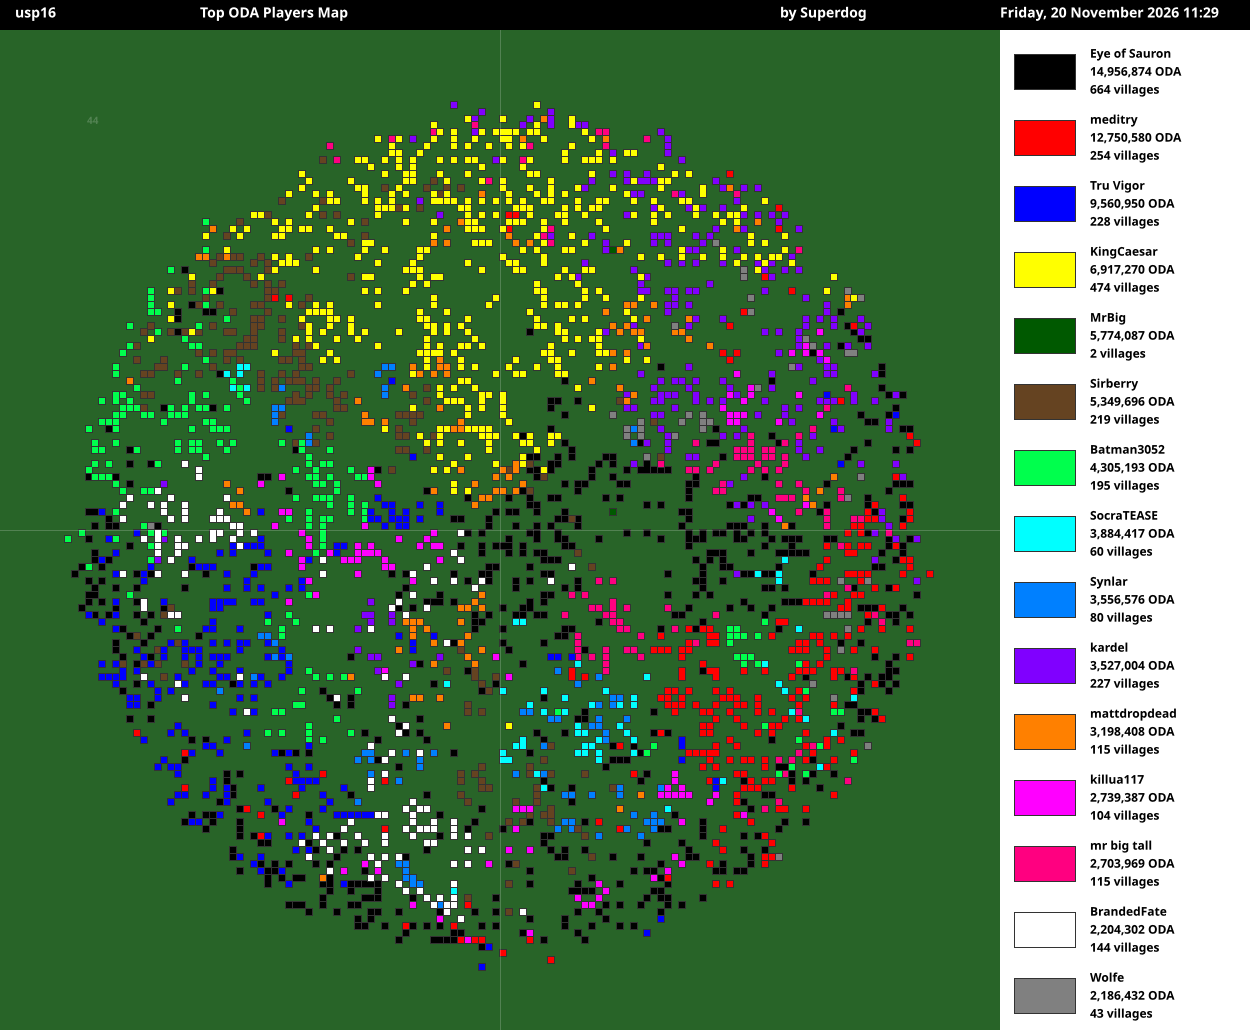 usp16 Top ODA Players Map by Superdog Friday, 20 November 2026 11:29
44
Eye of Sauron
14,956,874 ODA
664 villages
meditry
12,750,580 ODA
254 villages
Tru Vigor
9,560,950 ODA
228 villages
KingCaesar
6,917,270 ODA
474 villages
MrBig
5,774,087 ODA
2 villages
Sirberry
5,349,696 ODA
219 villages
Batman3052
4,305,193 ODA
195 villages
SocraTEASE
3,884,417 ODA
60 villages
Synlar
3,556,576 ODA
80 villages
kardel
3,527,004 ODA
227 villages
mattdropdead
3,198,408 ODA
115 villages
killua117
2,739,387 ODA
104 villages
mr big tall
2,703,969 ODA
115 villages
BrandedFate
2,204,302 ODA
144 villages
Wolfe
2,186,432 ODA
43 villages